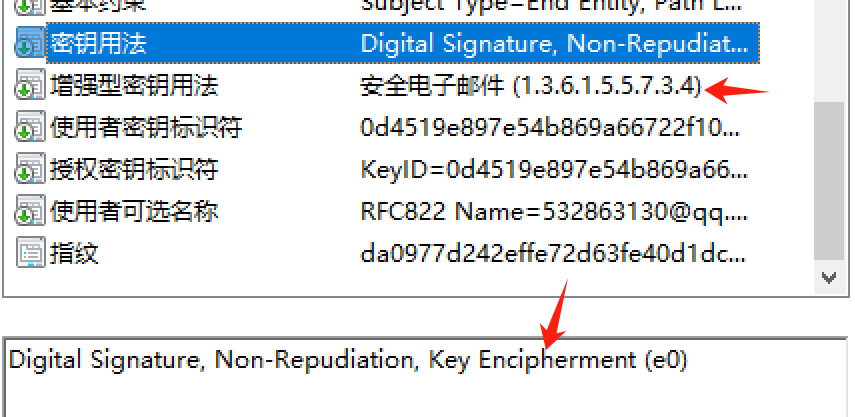 基本约束 Subject Type=End Entity, Path L...
密钥用法 Digital Signature, Non-Repudiat...
增强型密钥用法 安全电子邮件 (1.3.6.1.5.5.7.3.4)
使用者密钥标识符 0d4519e897e54b869a66722f10...
授权密钥标识符 KeyID=0d4519e897e54b869a66...
使用者可选名称 RFC822 Name=532863130@qq....
指纹 da0977d242effe72d63fe40d1dc...
Digital Signature, Non-Repudiation, Key Encipherment (e0)